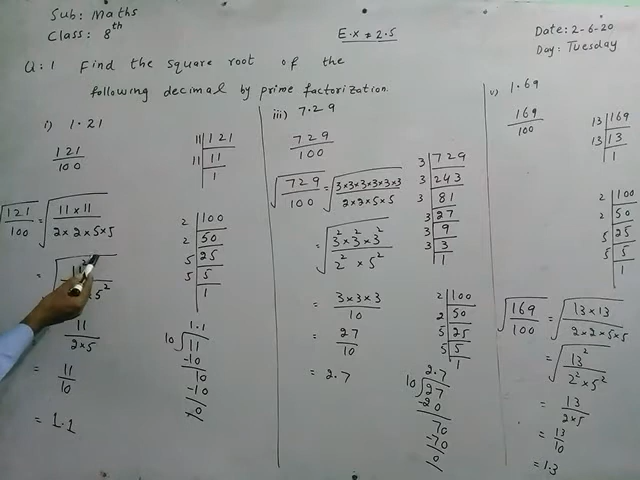 Sub: Maths
Class: 8th
E.x # 2.5
Date: 2-6-20
Day: Tuesday
Q:1 Find the square root of the
following decimal by prime factorization.
i) 1.21
121/100
11 | 121
11 | 11
1
√121/100 = √11×11/2×2×5×5
2 | 100
2 | 50
5 | 25
5 | 5
1
= √11²/ ×5²
11/2×5
= 11/10
= 1.1
1.1
10 √11
-10
10
-10
0
iii) 7.29
729/100
3 | 729
3 | 243
3 | 81
3 | 27
3 | 9
3 | 3
1
√729/100 = √3×3×3×3×3×3/2×2×5×5
= √3²×3²×3²/2²×5²
= 3×3×3/10
= 27/10
= 2.7
2 | 100
2 | 50
5 | 25
5 | 5
1
2.7
10 √27
-20
70
-70
0
v) 1.69
169/100
13 | 169
13 | 13
1
2 | 100
2 | 50
5 | 25
5 | 5
1
√169/100 = √13×13/2×2×5×5
= √13²/2²×5²
= 13/2×5
= 13/10
= 1.3